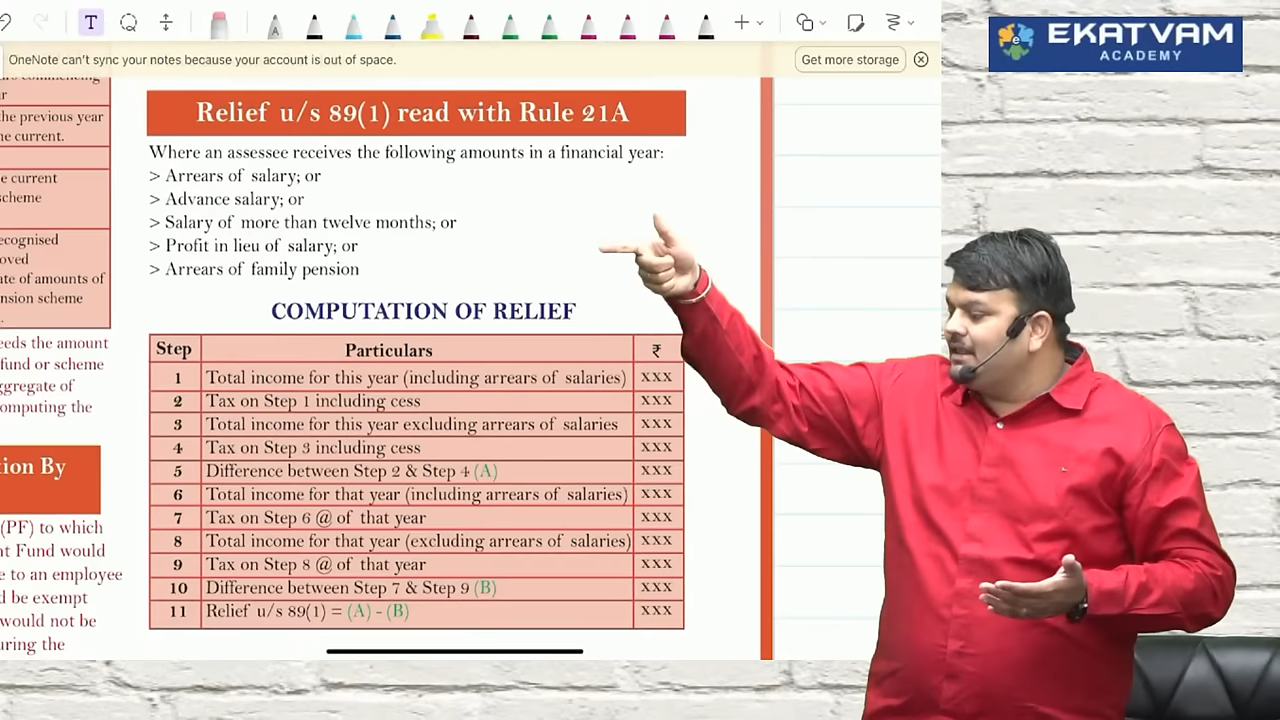 T
A
EKATVAM
ACADEMY
OneNote can't sync your notes because your account is out of space.
Get more storage
r
the previous year
ne current.
e current
scheme
ecognised
oved
ate of amounts of
nsion scheme
eeds the amount
fund or scheme
ggregate of
omputing the
tion By
(PF) to which
nt Fund would
e to an employee
d be exempt
would not be
uring the
Relief u/s 89(1) read with Rule 21A
Where an assessee receives the following amounts in a financial year:
> Arrears of salary; or
> Advance salary; or
> Salary of more than twelve months; or
> Profit in lieu of salary; or
> Arrears of family pension
COMPUTATION OF RELIEF
Step Particulars ₹
1 Total income for this year (including arrears of salaries) xxx
2 Tax on Step 1 including cess xxx
3 Total income for this year excluding arrears of salaries xxx
4 Tax on Step 3 including cess xxx
5 Difference between Step 2 & Step 4 (A) xxx
6 Total income for that year (including arrears of salaries) xxx
7 Tax on Step 6 @ of that year xxx
8 Total income for that year (excluding arrears of salaries) xxx
9 Tax on Step 8 @ of that year xxx
10 Difference between Step 7 & Step 9 (B) xxx
11 Relief u/s 89(1) = (A) - (B) xxx